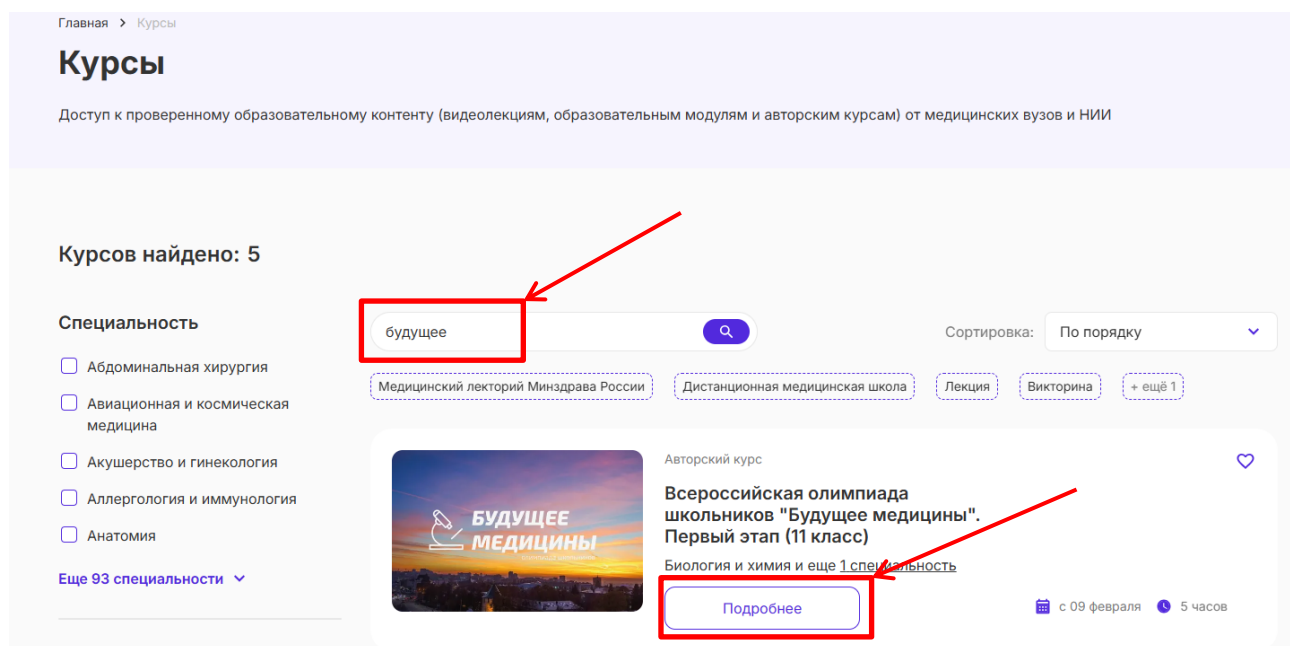 Главная > Курсы
Курсы
Доступ к проверенному образовательному контенту (видеолекциям, образовательным модулям и авторским курсам) от медицинских вузов и НИИ
Курсов найдено: 5
Специальность
Абдоминальная хирургия
Авиационная и космическая
медицина
Акушерство и гинекология
Аллергология и иммунология
Анатомия
Еще 93 специальности
будущее
Сортировка: По порядку
Медицинский лекторий Минздрава России Дистанционная медицинская школа Лекция Викторина + ещё 1
БУДУЩЕЕ
МЕДИЦИНЫ
Авторский курс
Всероссийская олимпиада
школьников "Будущее медицины".
Первый этап (11 класс)
Биология и химия и еще 1 специальность
Подробнее
с 09 февраля 5 часов